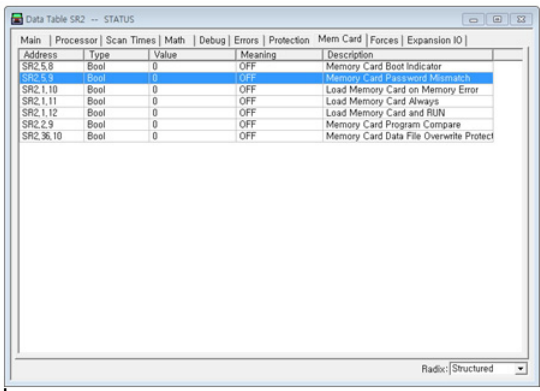 Data Table SR2 -- STATUS
Main | Processor | Scan Times | Math | Debug | Errors | Protection Mem Card | Forces | Expansion IO |
Address Type Value Meaning Description
SR2,5,8 Bool 0 OFF Memory Card Boot Indicator
SR2,5,9 Bool 0 OFF Memory Card Password Mismatch
SR2,1,10 Bool 0 OFF Load Memory Card on Memory Error
SR2,1,11 Bool 0 OFF Load Memory Card Always
SR2,1,12 Bool 0 OFF Load Memory Card and RUN
SR2,2,9 Bool 0 OFF Memory Card Program Compare
SR2,36,10 Bool 0 OFF Memory Card Data File Overwrite Protect
Radix: Structured